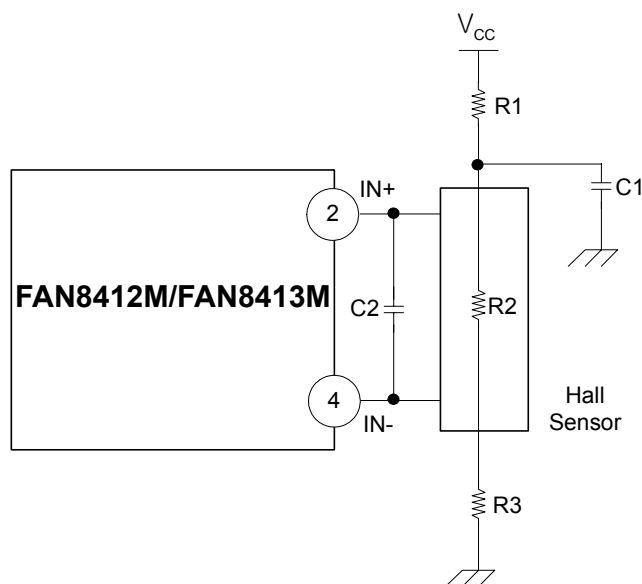 VCC
R1
C1
IN+
2
FAN8412M/FAN8413M
C2
R2
4
IN-
Hall
Sensor
R3